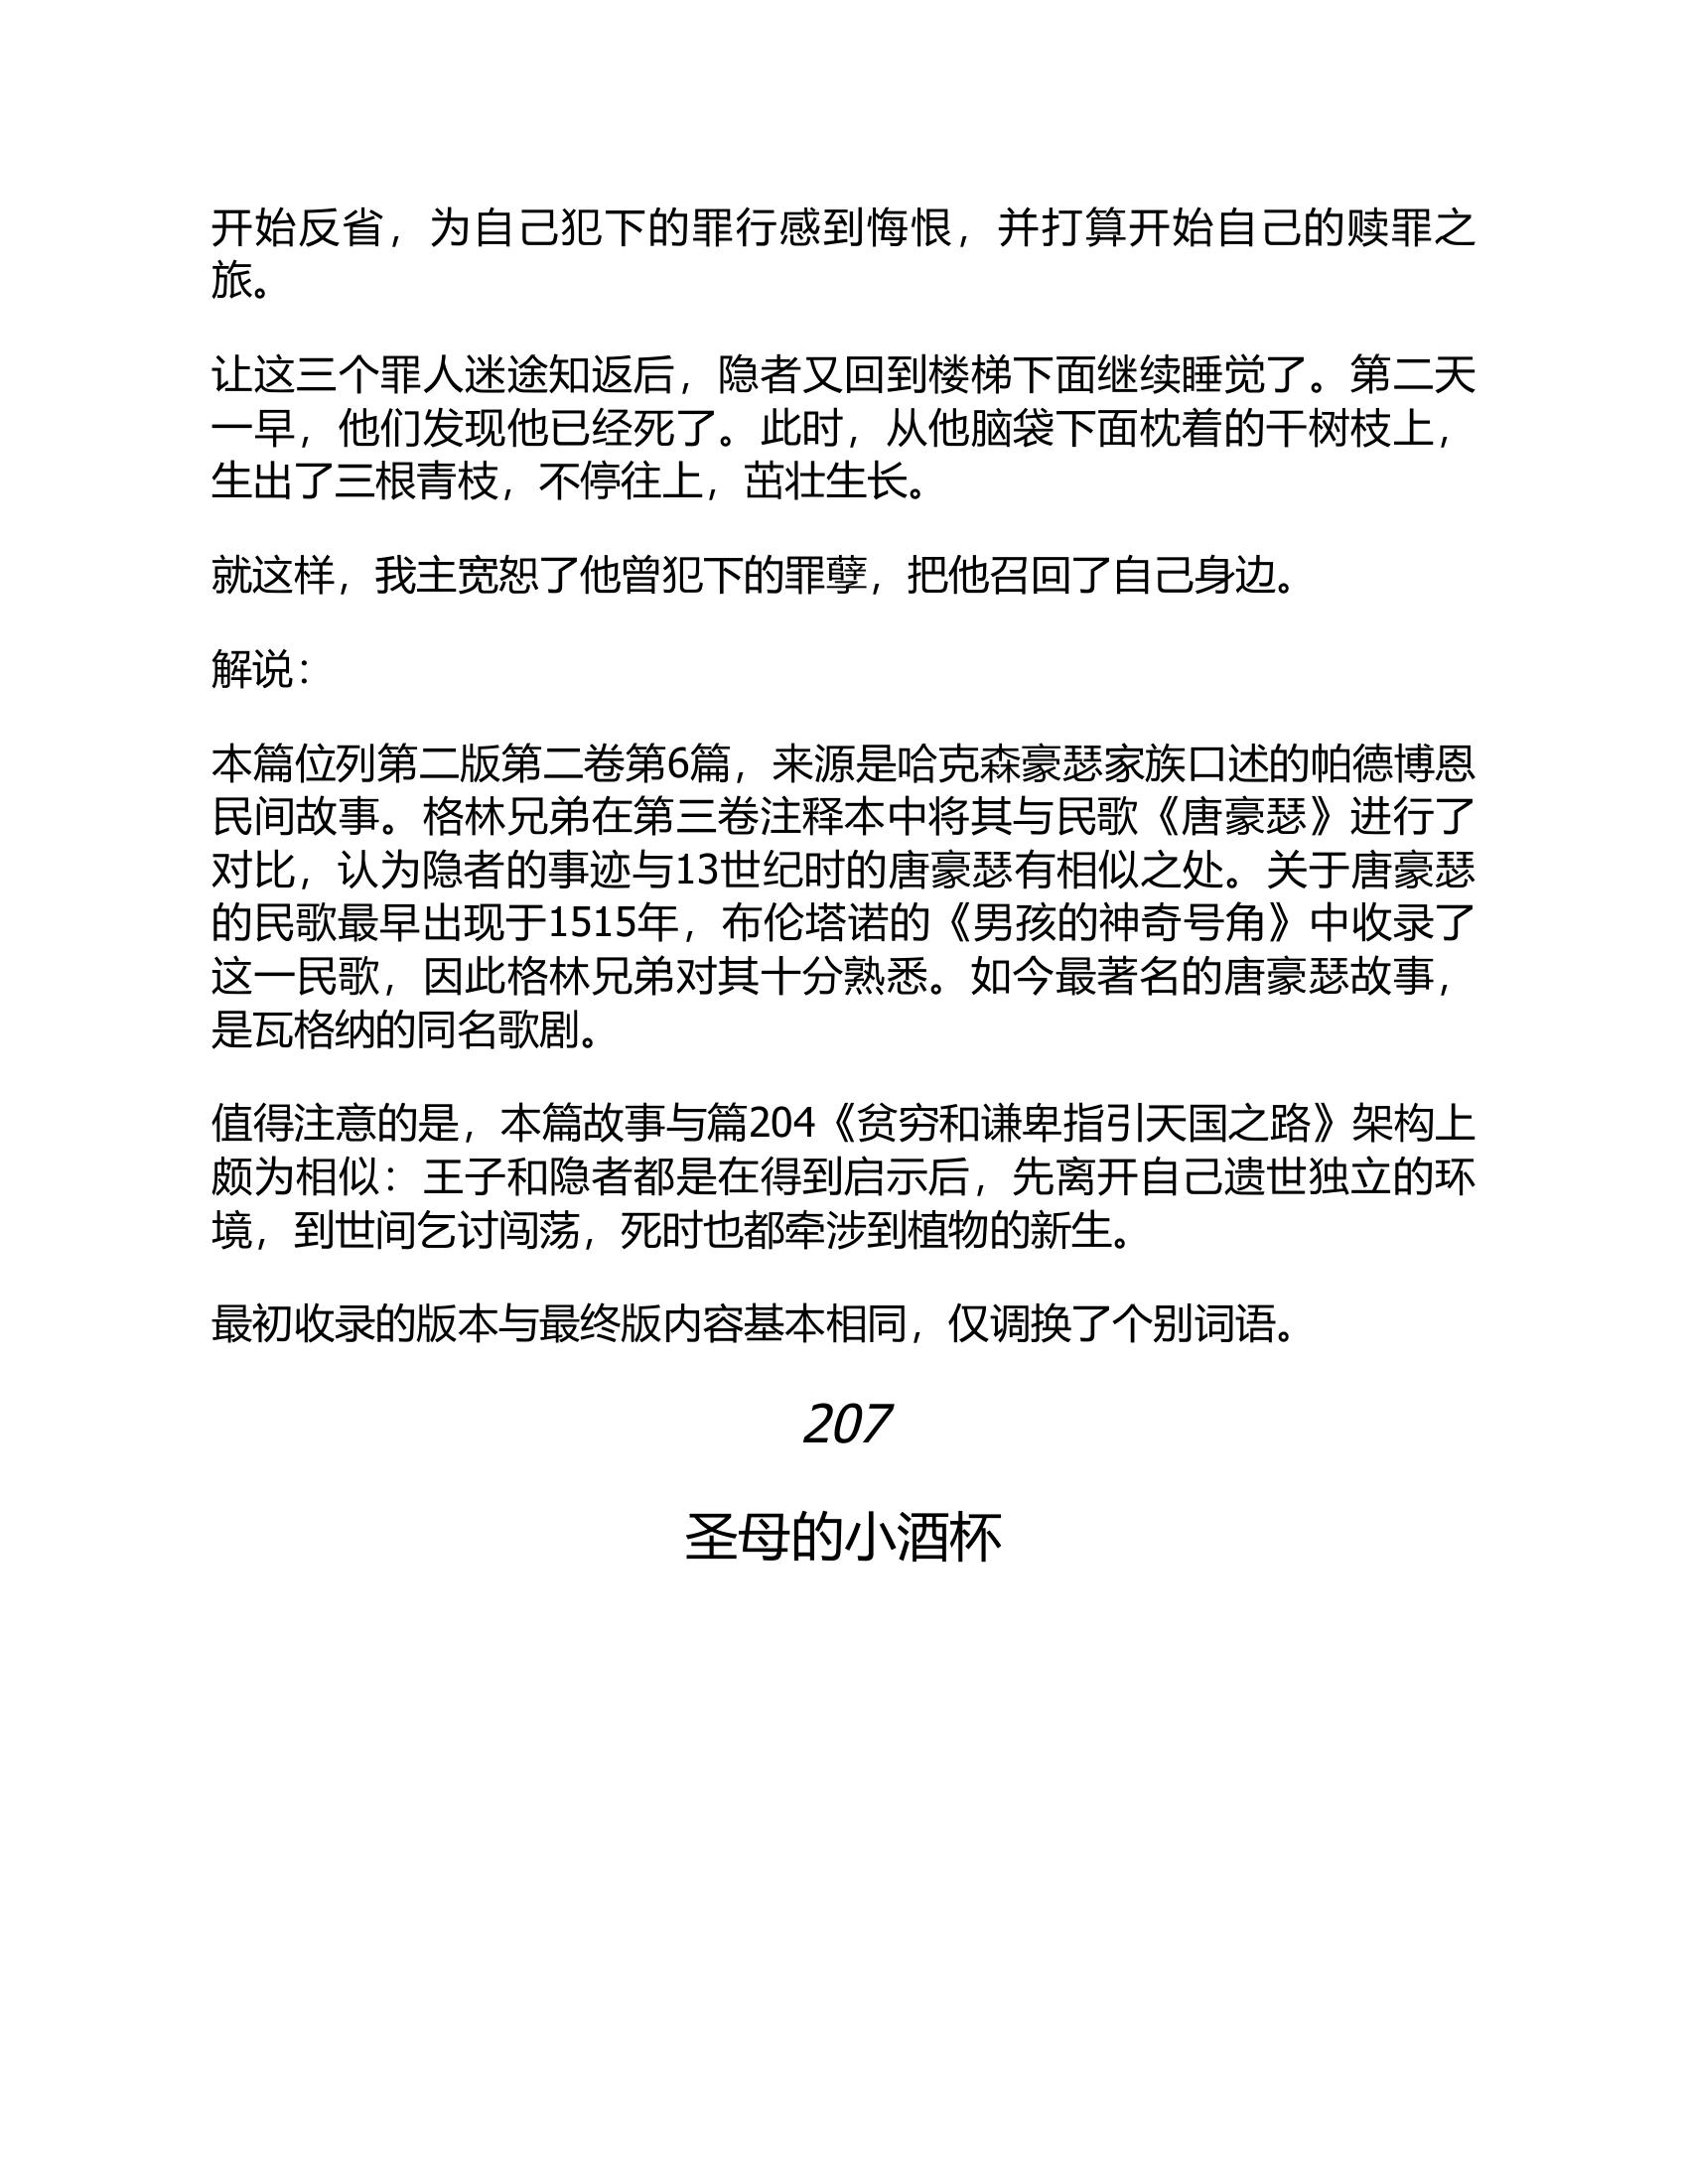 开始反省，为自己犯下的罪行感到悔恨，并打算开始自己的赎罪之
旅。
让这三个罪人迷途知返后，隐者又回到楼梯下面继续睡觉了。第二天
一早，他们发现他已经死了。此时，从他脑袋下面枕着的干树枝上，
生出了三根青枝，不停往上，茁壮生长。
就这样，我主宽恕了他曾犯下的罪孽，把他召回了自己身边。
解说：
本篇位列第二版第二卷第6篇，来源是哈克森豪瑟家族口述的帕德博恩
民间故事。格林兄弟在第三卷注释本中将其与民歌《唐豪瑟》进行了
对比，认为隐者的事迹与13世纪时的唐豪瑟有相似之处。关于唐豪瑟
的民歌最早出现于1515年，布伦塔诺的《男孩的神奇号角》中收录了
这一民歌，因此格林兄弟对其十分熟悉。如今最著名的唐豪瑟故事，
是瓦格纳的同名歌剧。
值得注意的是，本篇故事与篇204《贫穷和谦卑指引天国之路》架构上
颇为相似：王子和隐者都是在得到启示后，先离开自己遗世独立的环
境，到世间乞讨闯荡，死时也都牵涉到植物的新生。
最初收录的版本与最终版内容基本相同，仅调换了个别词语。
207
圣母的小酒杯